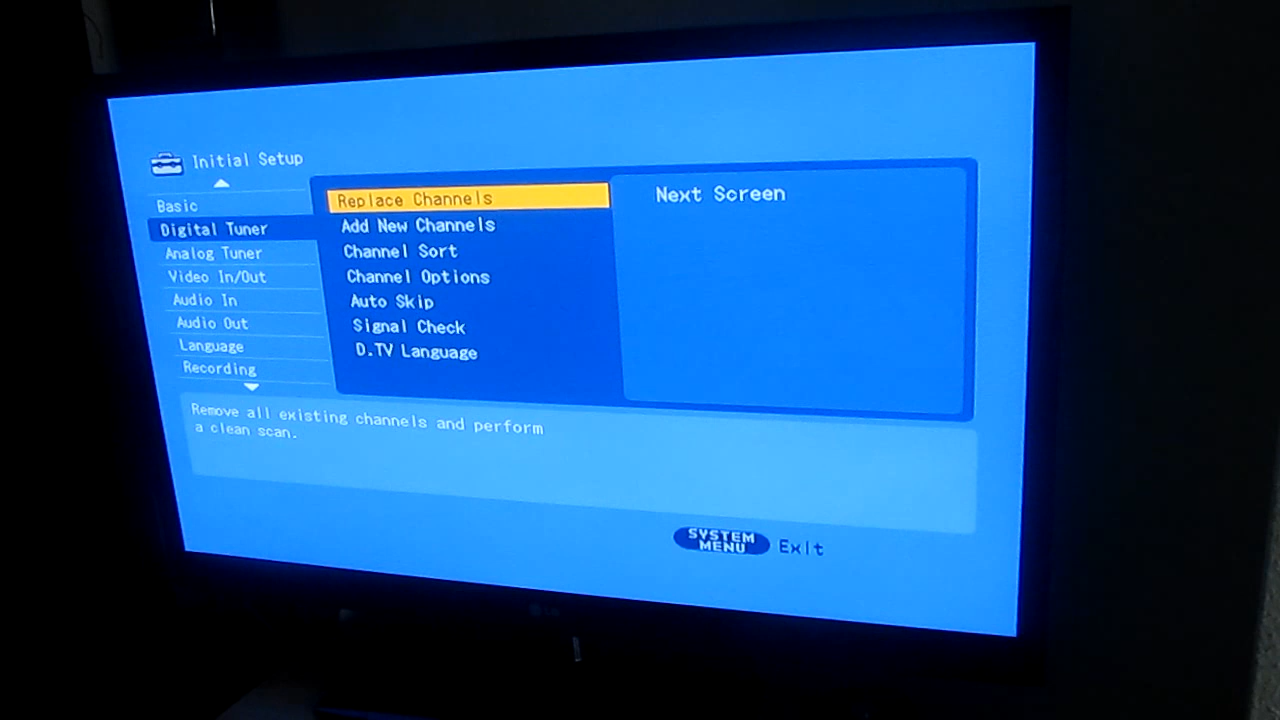 Initial Setup
Basic
Digital Tuner
Analog Tuner
Video In/Out
Audio In
Audio Out
Language
Recording
Replace Channels
Add New Channels
Channel Sort
Channel Options
Auto Skip
Signal Check
D.TV Language
Next Screen
Remove all existing channels and perform
a clean scan.
SYSTEM
MENU
Exit